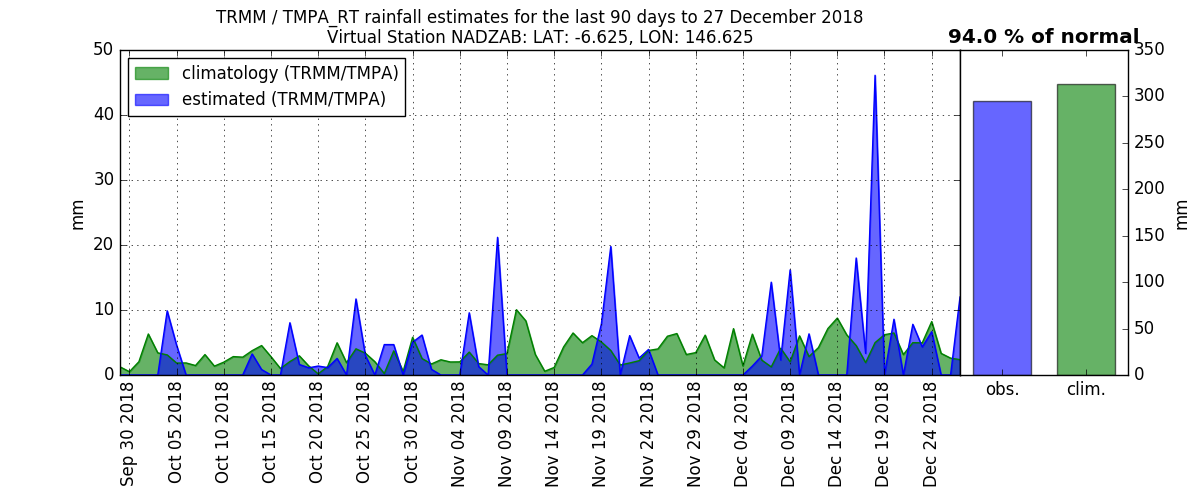 TRMM / TMPA_RT rainfall estimates for the last 90 days to 27 December 2018
Virtual Station NADZAB: LAT: -6.625, LON: 146.625
94.0 % of normal
climatology (TRMM/TMPA)
estimated (TRMM/TMPA)
50
40
30
20
10
0
mm
Sep 30 2018
Oct 05 2018
Oct 10 2018
Oct 15 2018
Oct 20 2018
Oct 25 2018
Oct 30 2018
Nov 04 2018
Nov 09 2018
Nov 14 2018
Nov 19 2018
Nov 24 2018
Nov 29 2018
Dec 04 2018
Dec 09 2018
Dec 14 2018
Dec 19 2018
Dec 24 2018
350
300
250
200
150
100
50
0
mm
obs.
clim.